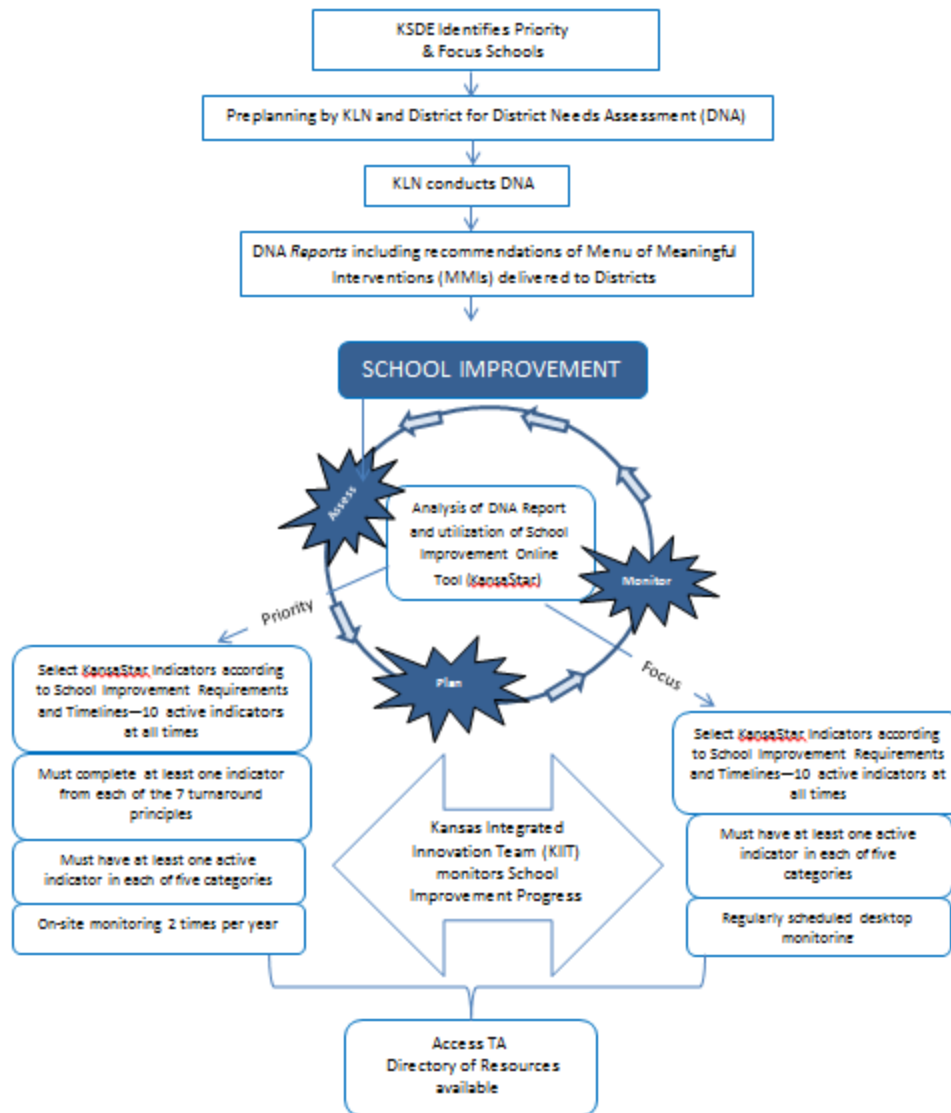 KSDE Identifies Priority
& Focus Schools
Preplanning by KLN and District for District Needs Assessment (DNA)
KLN conducts DNA
DNA Reports including recommendations of Menu of Meaningful
Interventions (MMIs) delivered to Districts
SCHOOL IMPROVEMENT
Assess
Analysis of DNA Report
and utilization of School
Improvement Online
Tool (KansaStar)
Monitor
Plan
Priority
Select KansaStar Indicators according
to School Improvement Requirements
and Timelines—10 active indicators
at all times
Must complete at least one indicator
from each of the 7 turnaround
principles
Must have at least one active
indicator in each of five categories
On-site monitoring 2 times per year
Kansas Integrated
Innovation Team (KIIT)
monitors School
Improvement Progress
Focus
Select KansaStar Indicators according
to School Improvement Requirements
and Timelines—10 active indicators at
all times
Must have at least one active
indicator in each of five
categories
Regularly scheduled desktop
monitoring
Access TA
Directory of Resources
available